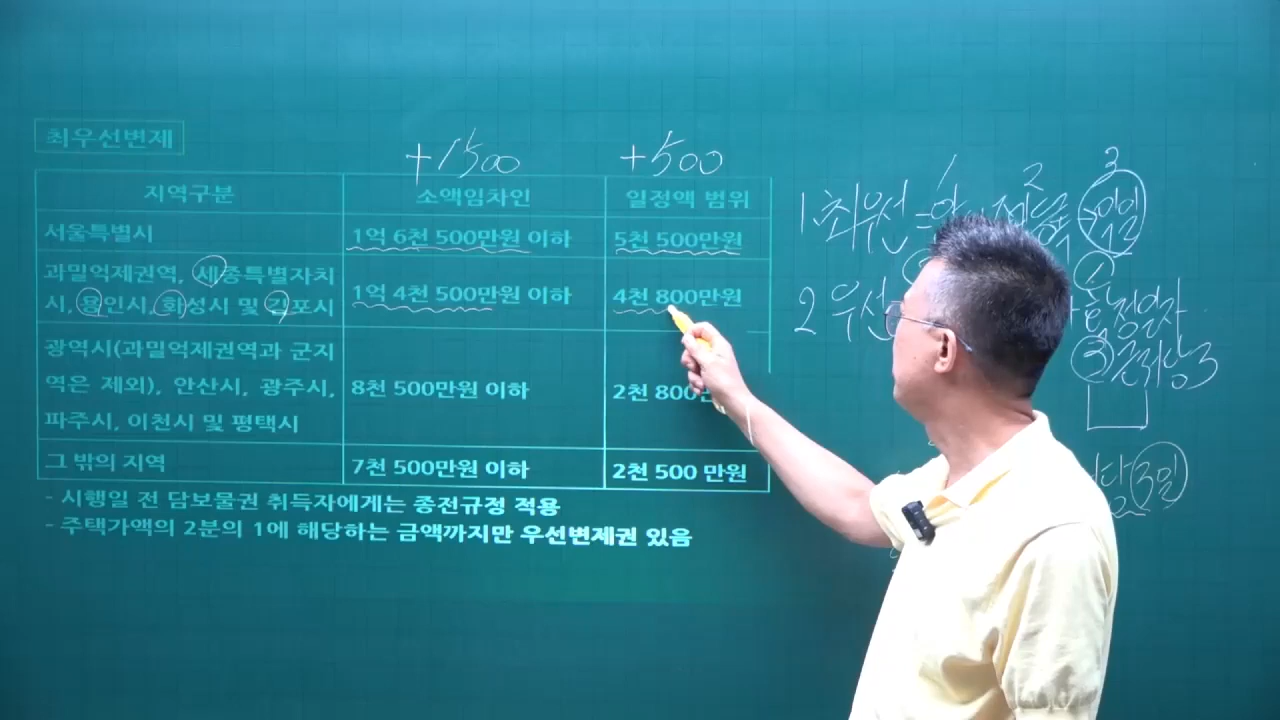 최우선변제
+1500
+500
지역구분
소액임차인
일정액 범위
서울특별시
1억 6천 500만원 이하
5천 500만원
과밀억제권역, 세종특별자치
시, 용인시, 화성시 및 김포시
1억 4천 500만원 이하
4천 800만원
광역시(과밀억제권역과 군지
역은 제외), 안산시, 광주시,
파주시, 이천시 및 평택시
8천 500만원 이하
2천 800
그 밖의 지역
7천 500만원 이하
2천 500 만원
- 시행일 전 담보물권 취득자에게는 종전규정 적용
- 주택가액의 2분의 1에 해당하는 금액까지만 우선변제권 있음
1 2 3
1. 최우선
2 우선
확정일자
3